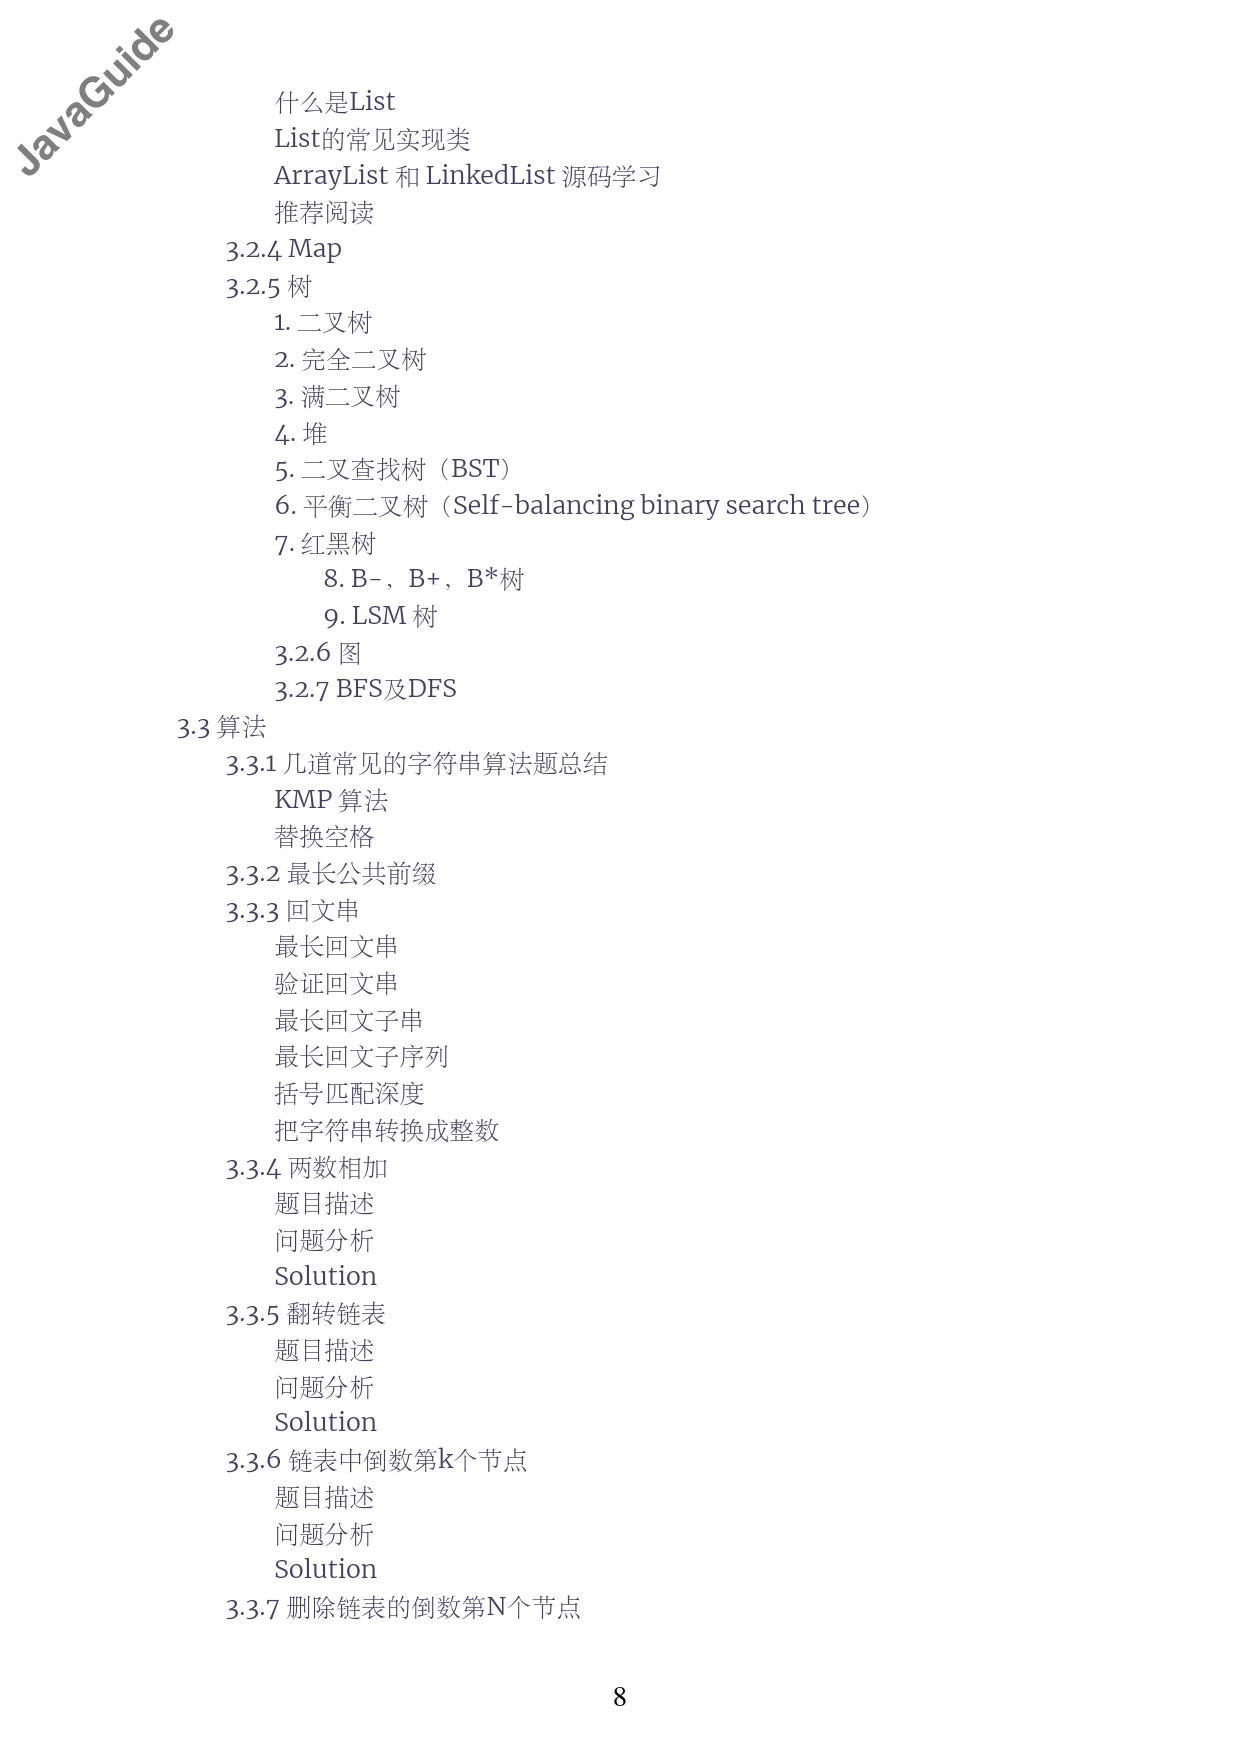 JavaGuide
什么是List
List的常见实现类
ArrayList 和 LinkedList 源码学习
推荐阅读
3.2.4 Map
3.2.5 树
1. 二叉树
2. 完全二叉树
3. 满二叉树
4. 堆
5. 二叉查找树（BST）
6. 平衡二叉树（Self-balancing binary search tree）
7. 红黑树
8. B-，B+，B*树
9. LSM 树
3.2.6 图
3.2.7 BFS及DFS
3.3 算法
3.3.1 几道常见的字符串算法题总结
KMP 算法
替换空格
3.3.2 最长公共前缀
3.3.3 回文串
最长回文串
验证回文串
最长回文子串
最长回文子序列
括号匹配深度
把字符串转换成整数
3.3.4 两数相加
题目描述
问题分析
Solution
3.3.5 翻转链表
题目描述
问题分析
Solution
3.3.6 链表中倒数第k个节点
题目描述
问题分析
Solution
3.3.7 删除链表的倒数第N个节点
8